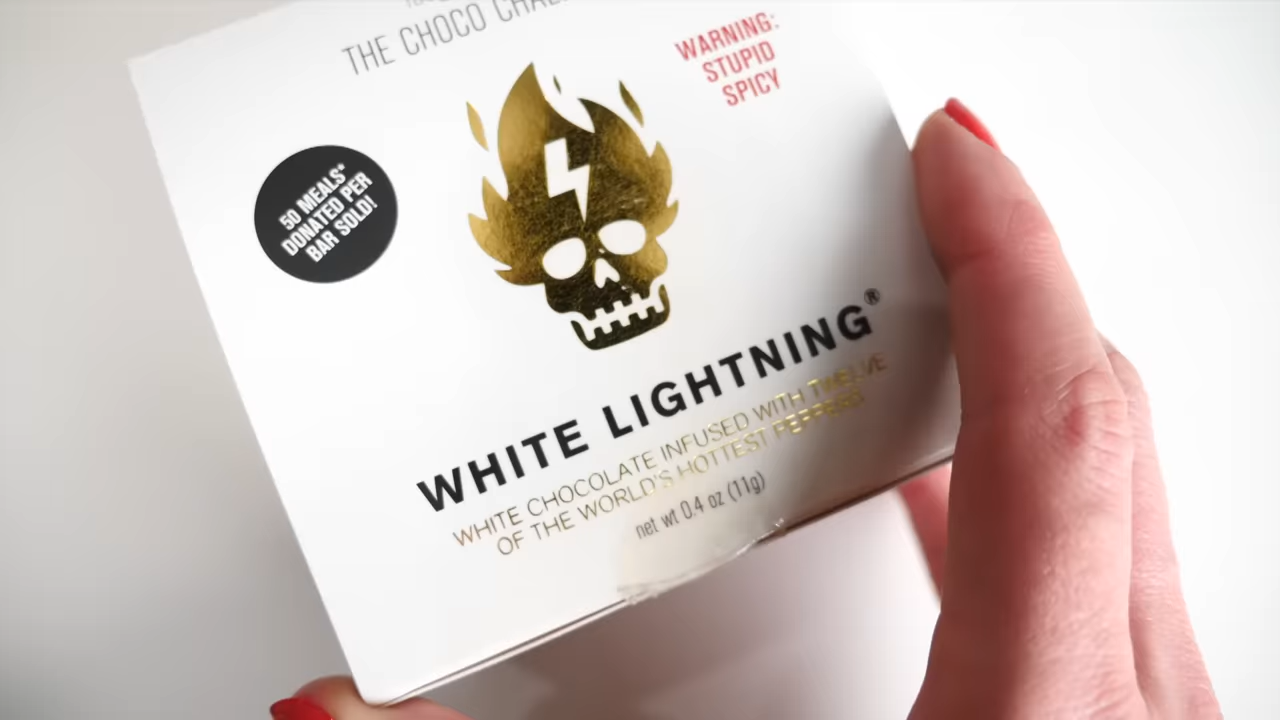 THE CHOCO
WARNING:
STUPID
SPICY
50 MEALS*
DONATED PER
BAR SOLD!
WHITE LIGHTNING®
WHITE CHOCOLATE INFUSED WITH TWELVE
OF THE WORLD'S HOTTEST PEPPERS
net wt 0.4 oz (11g)